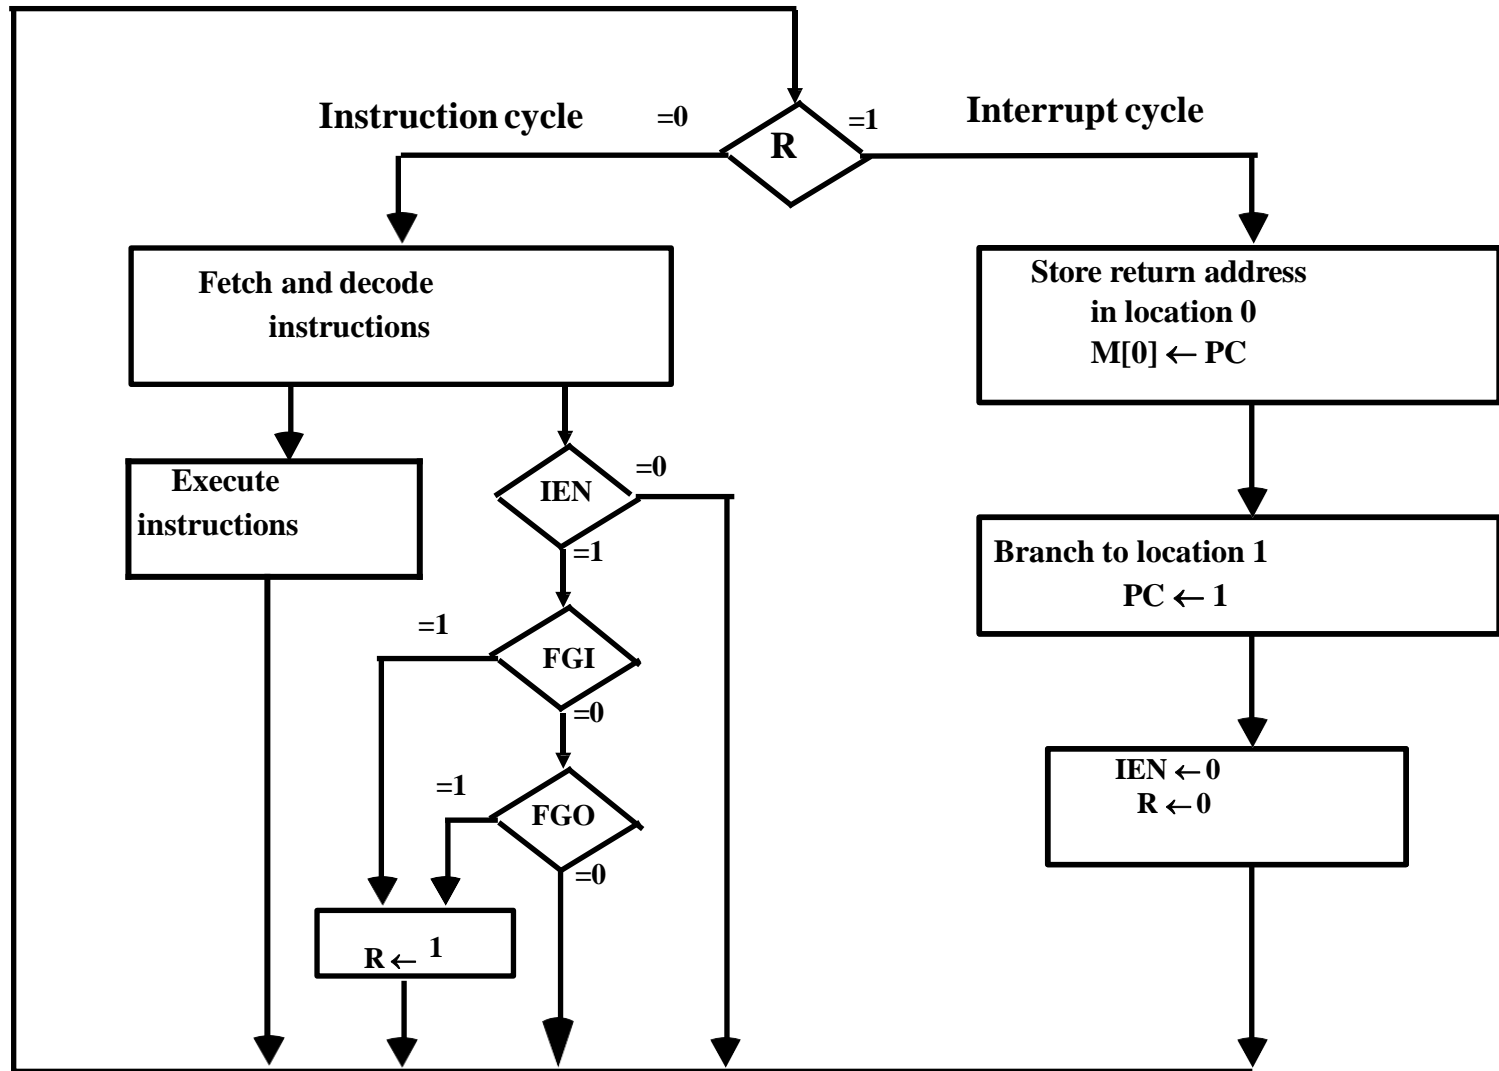 Instruction cycle
=0
R
=1
Interrupt cycle
Fetch and decode
instructions
Store return address
in location 0
M[0] ← PC
Execute
instructions
IEN
=0
=1
Branch to location 1
PC ← 1
=1
FGI
=0
IEN ← 0
R ← 0
=1
FGO
=0
R ← 1